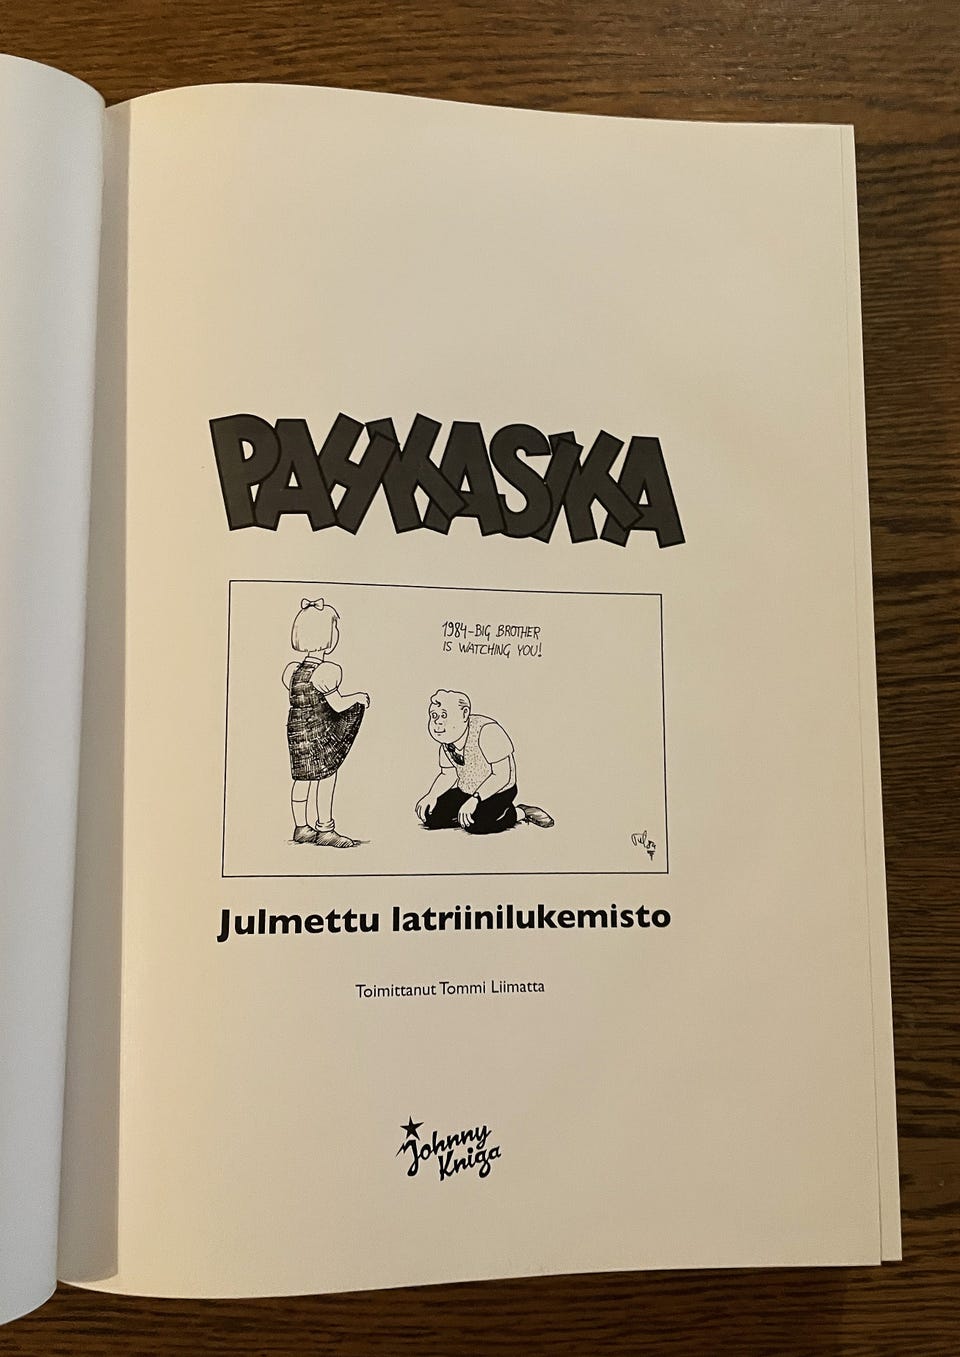 PAHKASIKA
1984-BIG BROTHER
IS WATCHING YOU!
Julmettu latriinilukemisto
Toimittanut Tommi Liimatta
Johnny
Kniga